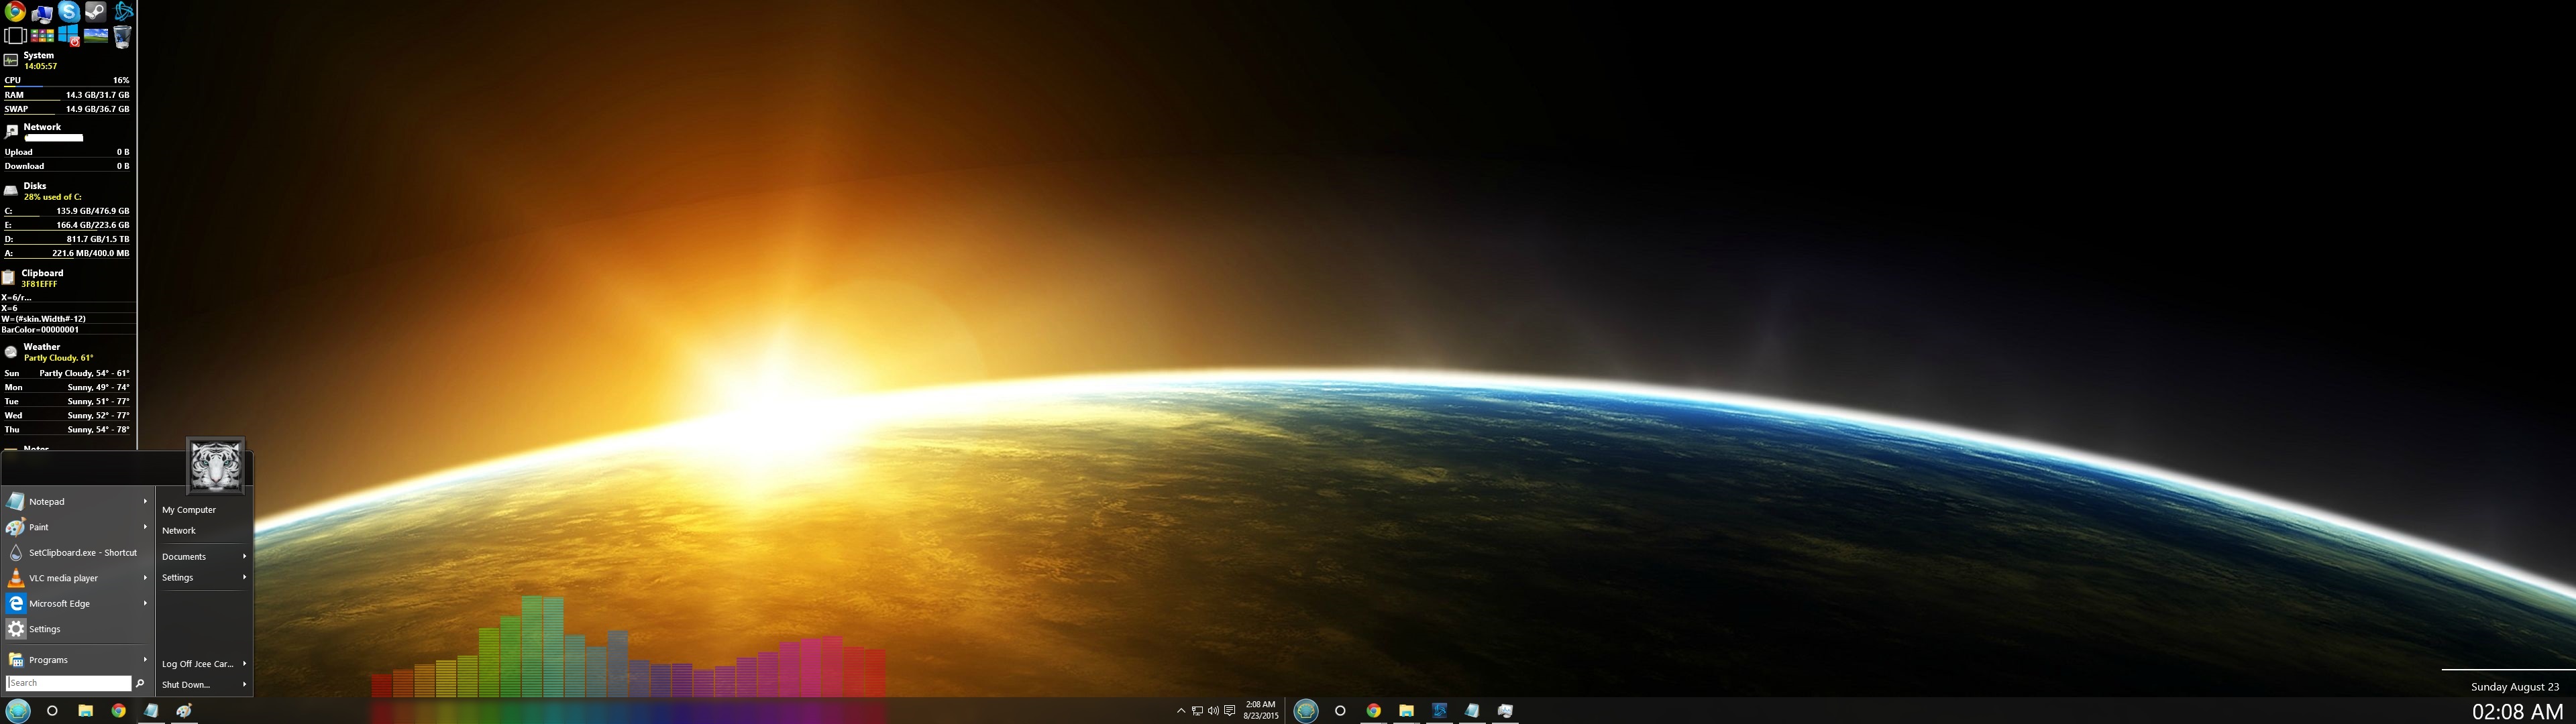 System
14:05:57
CPU 16%
RAM 14.3 GB/31.7 GB
SWAP 14.9 GB/36.7 GB
Network
Upload 0 B
Download 0 B
Disks
28% used of C:
C: 135.9 GB/476.9 GB
E: 166.4 GB/223.6 GB
D: 811.7 GB/1.5 TB
A: 221.6 MB/400.0 MB
Clipboard
3F81EFFF
X=6/r...
X=6
W=(#skin.Width#-12)
BarColor=00000001
Weather
Partly Cloudy. 61°
Sun Partly Cloudy, 54° - 61°
Mon Sunny, 49° - 74°
Tue Sunny, 51° - 77°
Wed Sunny, 52° - 77°
Thu Sunny, 54° - 78°
Notes
Notepad
Paint
SetClipboard.exe - Shortcut
VLC media player
Microsoft Edge
Settings
Programs
Search
My Computer
Network
Documents
Settings
Log Off Jcee Car...
Shut Down...
2:08 AM
8/23/2015
Sunday August 23
02:08 AM